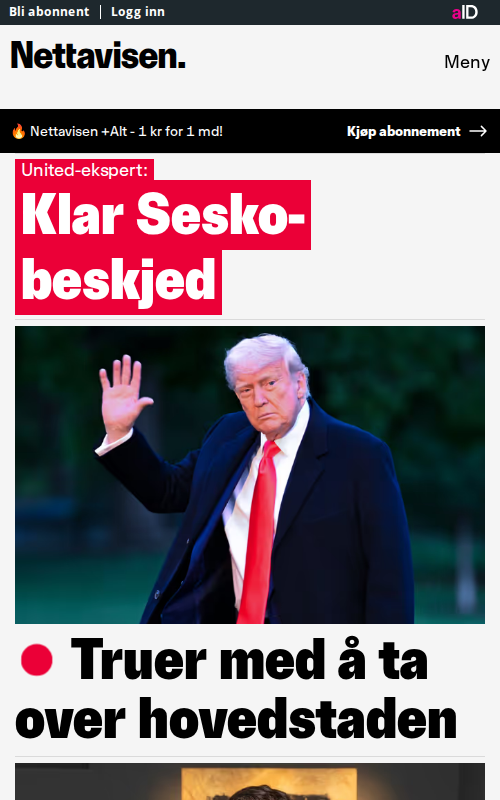 Bli abonnent | Logg inn
aID
Nettavisen.
Meny
🔥 Nettavisen +Alt - 1 kr for 1 md!
Kjøp abonnement →
United-ekspert:
Klar Sesko-
beskjed
Truer med å ta
over hovedstaden